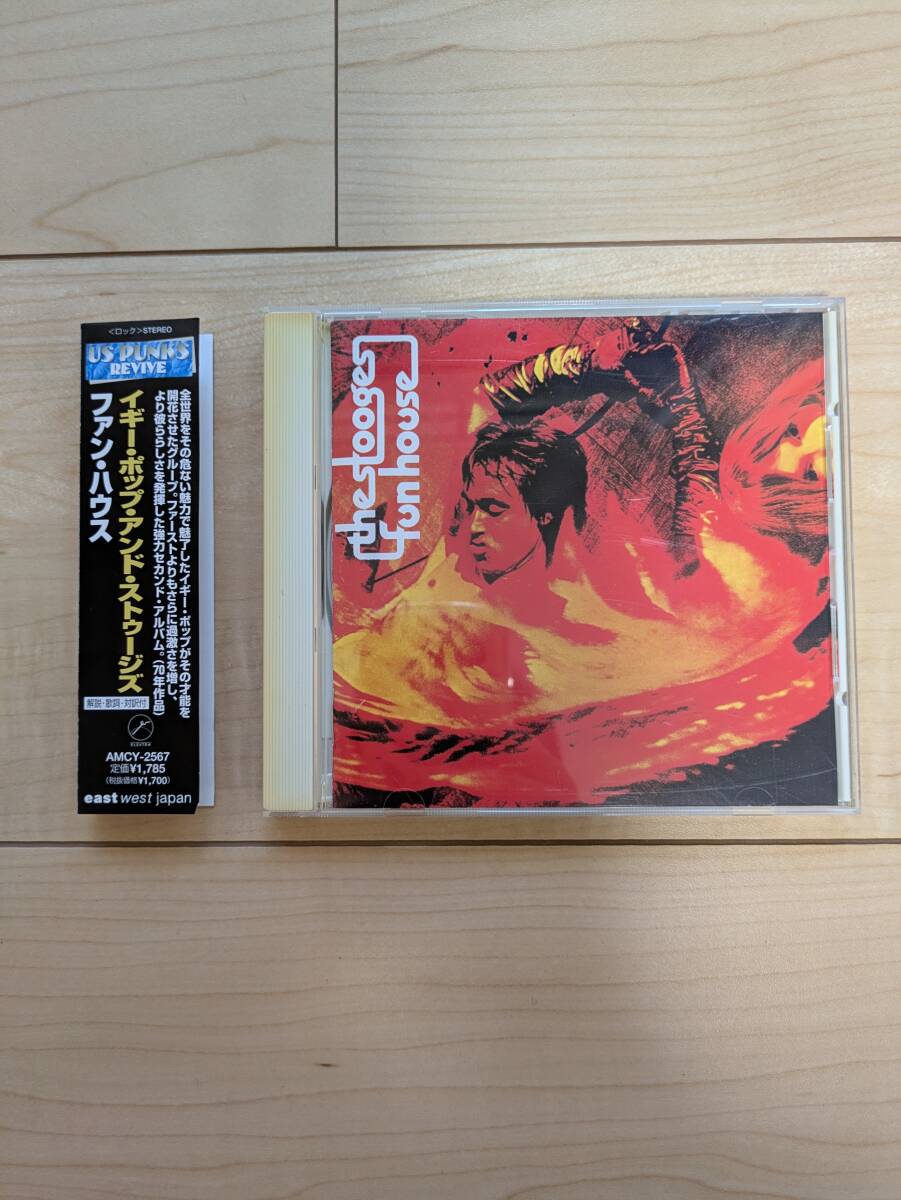 <ロック>STEREO
US PUNKS
REVIVE
全世界をその危ない魅力で魅了したイギー・ポップがその才能を
開花させたグループ。ファーストよりもさらに過激さを増し、
より彼ららしさを発揮した強力セカンド・アルバム。(70年作品)
イギー・ポップ・アンド・ストゥージズ
ファン・ハウス
解説・歌詞・対訳付
ELEKTRA
AMCY-2567
定価¥1,785
(税抜価格¥1,700)
east west japan
the stooges
fun house